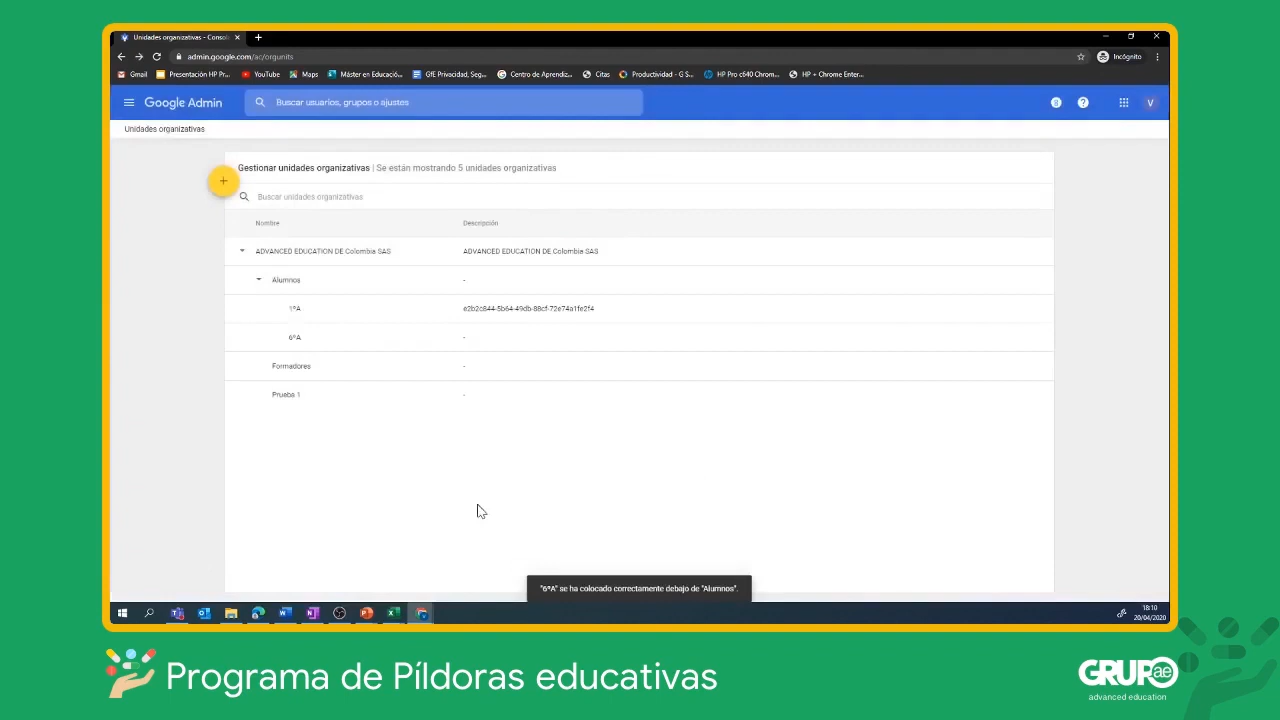 Unidades organizativas - Consol
admin.google.com/ac/orgunits
Incógnito
Gmail
Presentación HP Pr...
YouTube
Maps
Máster en Educació...
GfE Privacidad, Seg...
Centro de Aprendiz...
Citas
Productividad - G S...
HP Pro c640 Chrom...
HP + Chrome Enter...
Google Admin
Buscar usuarios, grupos o ajustes
V
Unidades organizativas
Gestionar unidades organizativas | Se están mostrando 5 unidades organizativas
Buscar unidades organizativas
Nombre
Descripción
ADVANCED EDUCATION DE Colombia SAS
ADVANCED EDUCATION DE Colombia SAS
Alumnos
-
1ºA
e2b2c844-5b64-49db-88cf-72e74a1fe2f4
6ºA
-
Formadores
-
Prueba 1
-
"6ºA" se ha colocado correctamente debajo de "Alumnos".
18:10
20/04/2020
Programa de Píldoras educativas
GRUPOae
advanced education